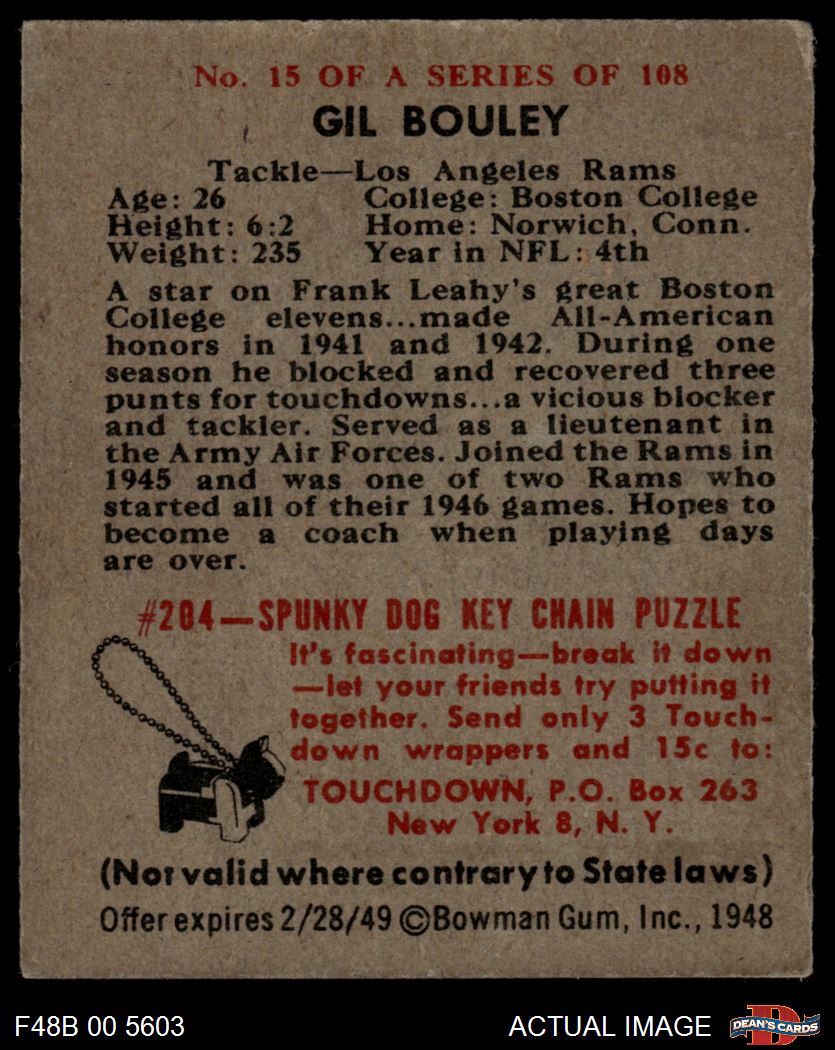 No. 15 OF A SERIES OF 108
GIL BOULEY
Tackle—Los Angeles Rams
Age: 26 College: Boston College
Height: 6:2 Home: Norwich, Conn.
Weight: 235 Year in NFL: 4th
A star on Frank Leahy's great Boston
College elevens...made All-American
honors in 1941 and 1942. During one
season he blocked and recovered three
punts for touchdowns...a vicious blocker
and tackler. Served as a lieutenant in
the Army Air Forces. Joined the Rams in
1945 and was one of two Rams who
started all of their 1946 games. Hopes to
become a coach when playing days
are over.
#204—SPUNKY DOG KEY CHAIN PUZZLE
It's fascinating—break it down
—let your friends try putting it
together. Send only 3 Touch-
down wrappers and 15c to:
TOUCHDOWN, P.O. Box 263
New York 8, N. Y.
(Not valid where contrary to State laws)
Offer expires 2/28/49 ©Bowman Gum, Inc., 1948
F48B 00 5603 ACTUAL IMAGE D DEAN'S CARDS